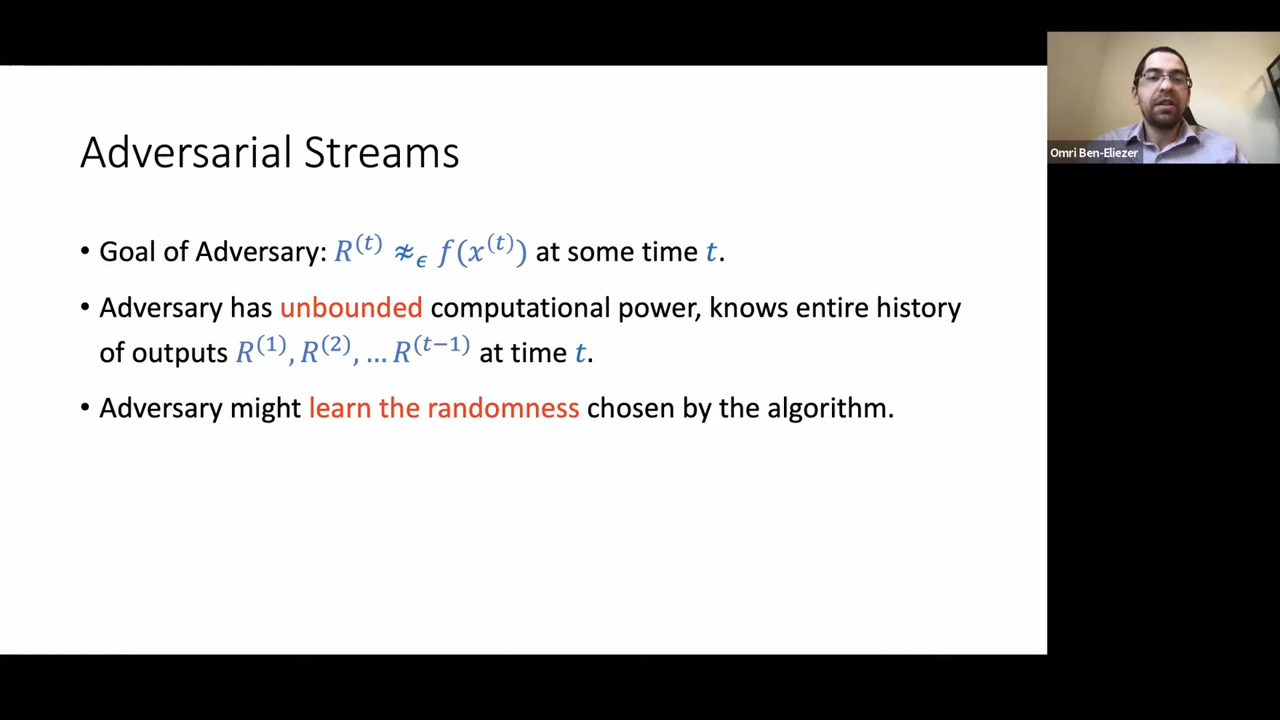 Adversarial Streams
• Goal of Adversary: R^(t) ≉_ϵ f(x^(t)) at some time t.
• Adversary has unbounded computational power, knows entire history
of outputs R^(1), R^(2), … R^(t−1) at time t.
• Adversary might learn the randomness chosen by the algorithm.
Omri Ben-Eliezer